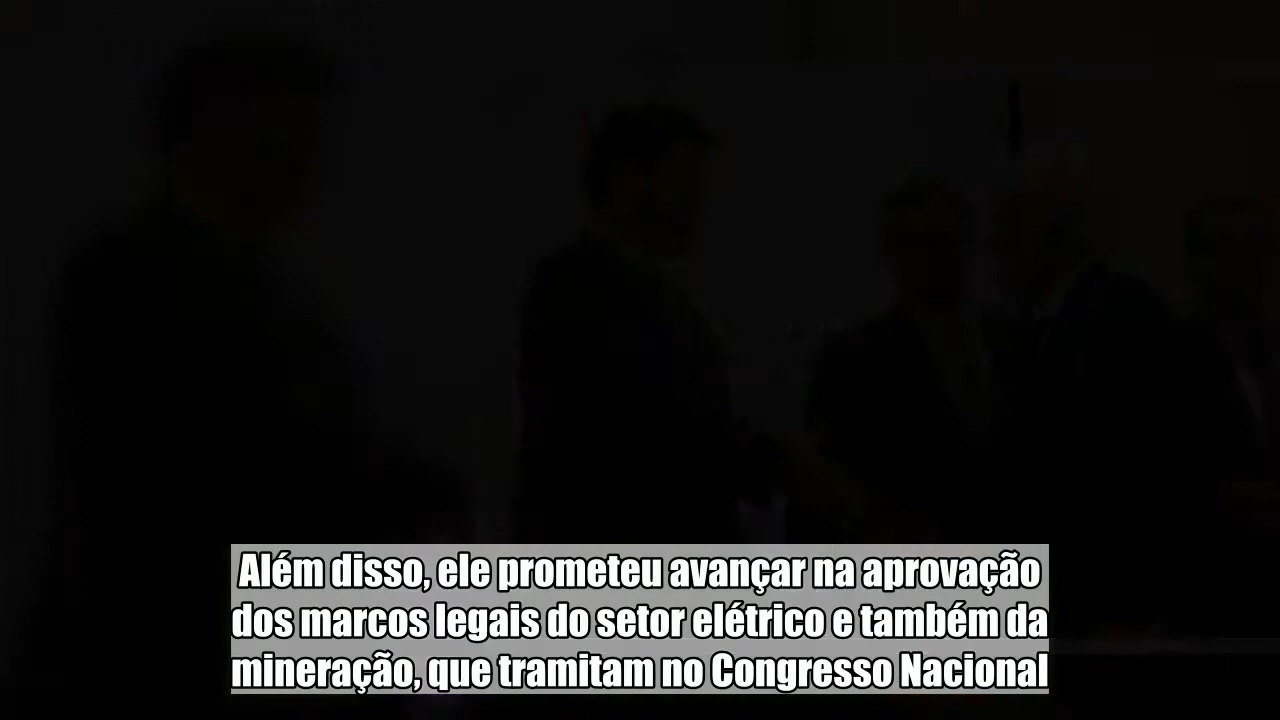 Além disso, ele prometeu avançar na aprovação
dos marcos legais do setor elétrico e também da
mineração, que tramitam no Congresso Nacional